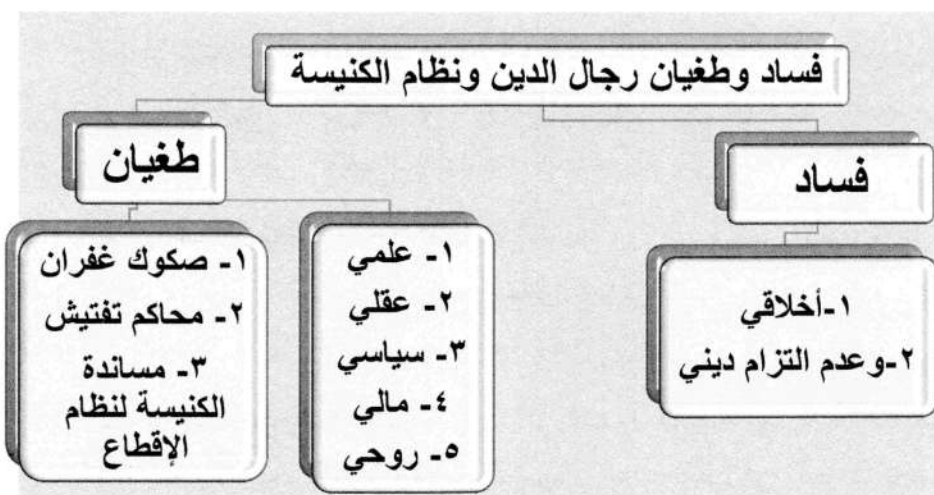 فساد وطغيان رجال الدين ونظام الكنيسة
فساد
١-أخلاقي
٢-وعدم التزام ديني
طغيان
١- علمي
٢- عقلي
٣- سياسي
٤- مالي
٥- روحي
١- صكوك غفران
٢- محاكم تفتيش
٣- مساندة
الكنيسة لنظام
الإقطاع